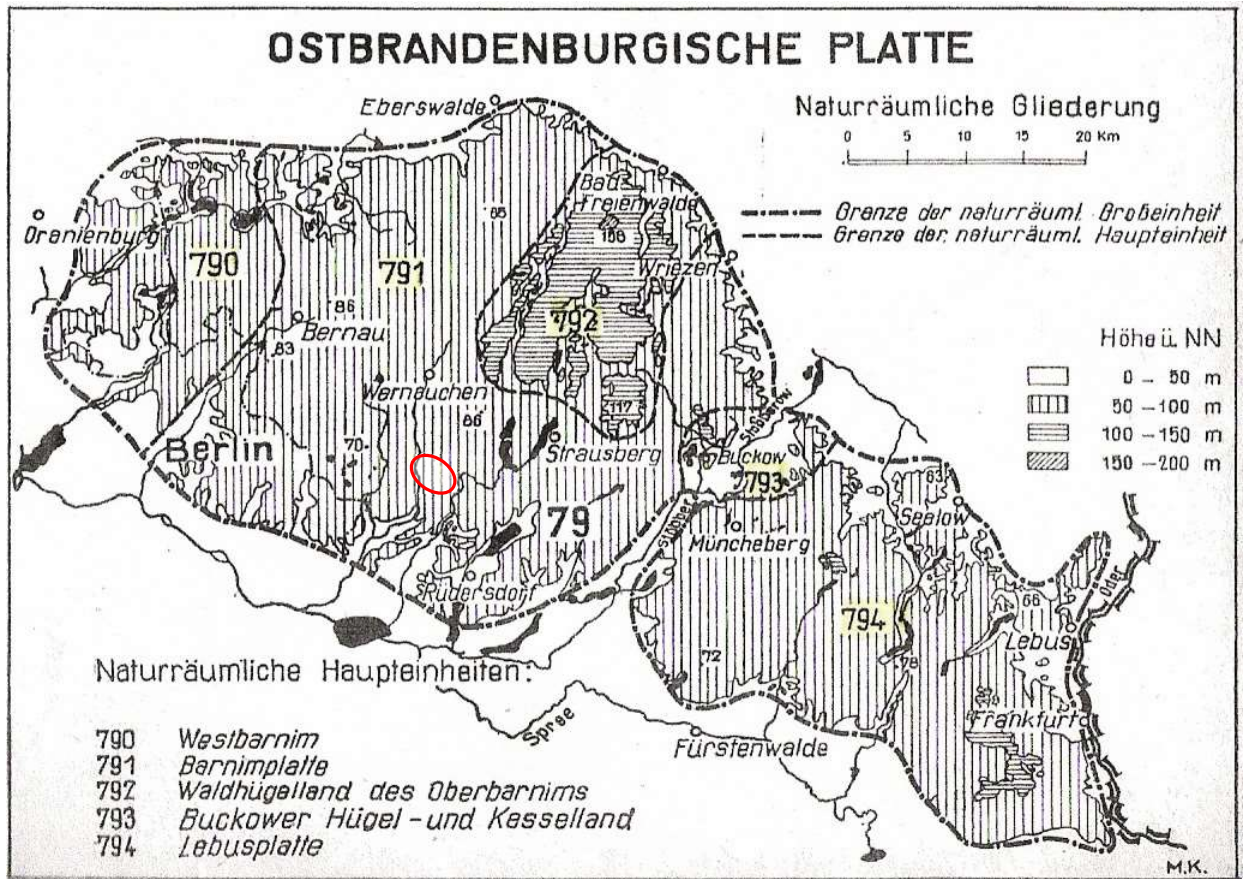 OSTBRANDENBURGISCHE PLATTE
Naturräumliche Gliederung
0 5 10 15 20 Km
Grenze der naturräuml. Großeinheit
Grenze der naturräuml. Haupteinheit
Höhe ü. NN
0 – 50 m
50 – 100 m
100 – 150 m
150 – 200 m
Eberswalde
Oranienburg
Bad-
Freienwalde
65
158
790
791
Wriezen
792
86
Bernau
83
Werneuchen
117
86
Strausberg
Berlin
70
Stobberow
Buckow
793
63
Seelow
79
Stöbber
Müncheberg
Rüdersdorf
794
66
Lebus
Oder
72
78
Frankfurt
Spree
Fürstenwalde
Naturräumliche Haupteinheiten:
790 Westbarnim
791 Barnimplatte
792 Waldhügelland des Oberbarnims
793 Buckower Hügel-und Kesselland
794 Lebusplatte
M.K.